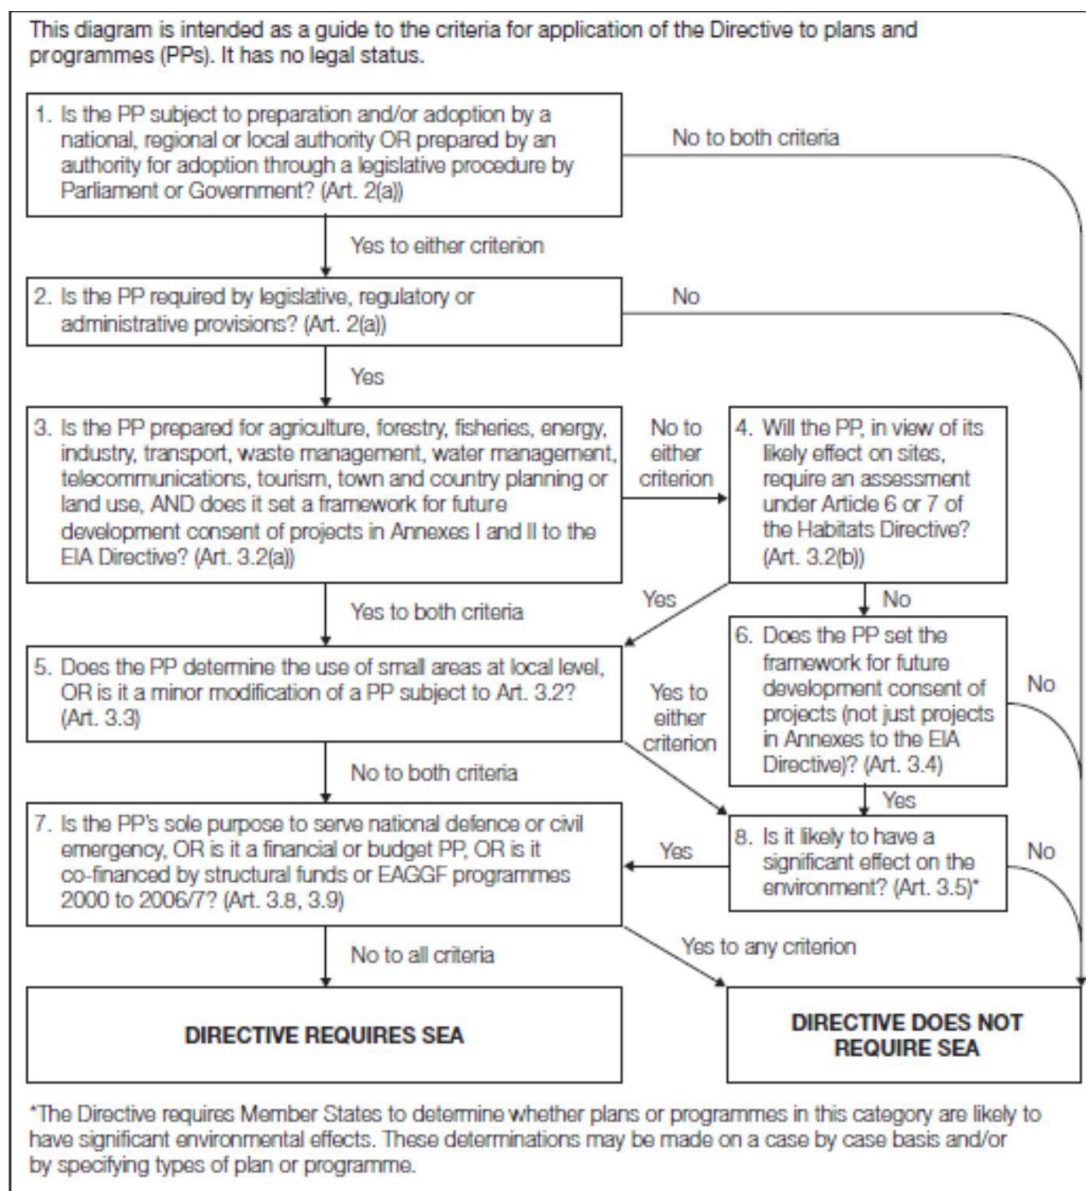 This diagram is intended as a guide to the criteria for application of the Directive to plans and
programmes (PPs). It has no legal status.
1. Is the PP subject to preparation and/or adoption by a
national, regional or local authority OR prepared by an
authority for adoption through a legislative procedure by
Parliament or Government? (Art. 2(a))
No to both criteria
Yes to either criterion
2. Is the PP required by legislative, regulatory or
administrative provisions? (Art. 2(a))
No
Yes
3. Is the PP prepared for agriculture, forestry, fisheries, energy,
industry, transport, waste management, water management,
telecommunications, tourism, town and country planning or
land use, AND does it set a framework for future
development consent of projects in Annexes I and II to the
EIA Directive? (Art. 3.2(a))
No to
either
criterion
4. Will the PP, in view of its
likely effect on sites,
require an assessment
under Article 6 or 7 of
the Habitats Directive?
(Art. 3.2(b))
Yes to both criteria
Yes
No
5. Does the PP determine the use of small areas at local level,
OR is it a minor modification of a PP subject to Art. 3.2?
(Art. 3.3)
Yes to
either
criterion
6. Does the PP set the
framework for future
development consent of
projects (not just projects
in Annexes to the EIA
Directive)? (Art. 3.4)
No
No to both criteria
Yes
7. Is the PP's sole purpose to serve national defence or civil
emergency, OR is it a financial or budget PP, OR is it
co-financed by structural funds or EAGGF programmes
2000 to 2006/7? (Art. 3.8, 3.9)
Yes
8. Is it likely to have a
significant effect on the
environment? (Art. 3.5)*
No
No to all criteria
Yes to any criterion
DIRECTIVE REQUIRES SEA
DIRECTIVE DOES NOT
REQUIRE SEA
*The Directive requires Member States to determine whether plans or programmes in this category are likely to
have significant environmental effects. These determinations may be made on a case by case basis and/or
by specifying types of plan or programme.